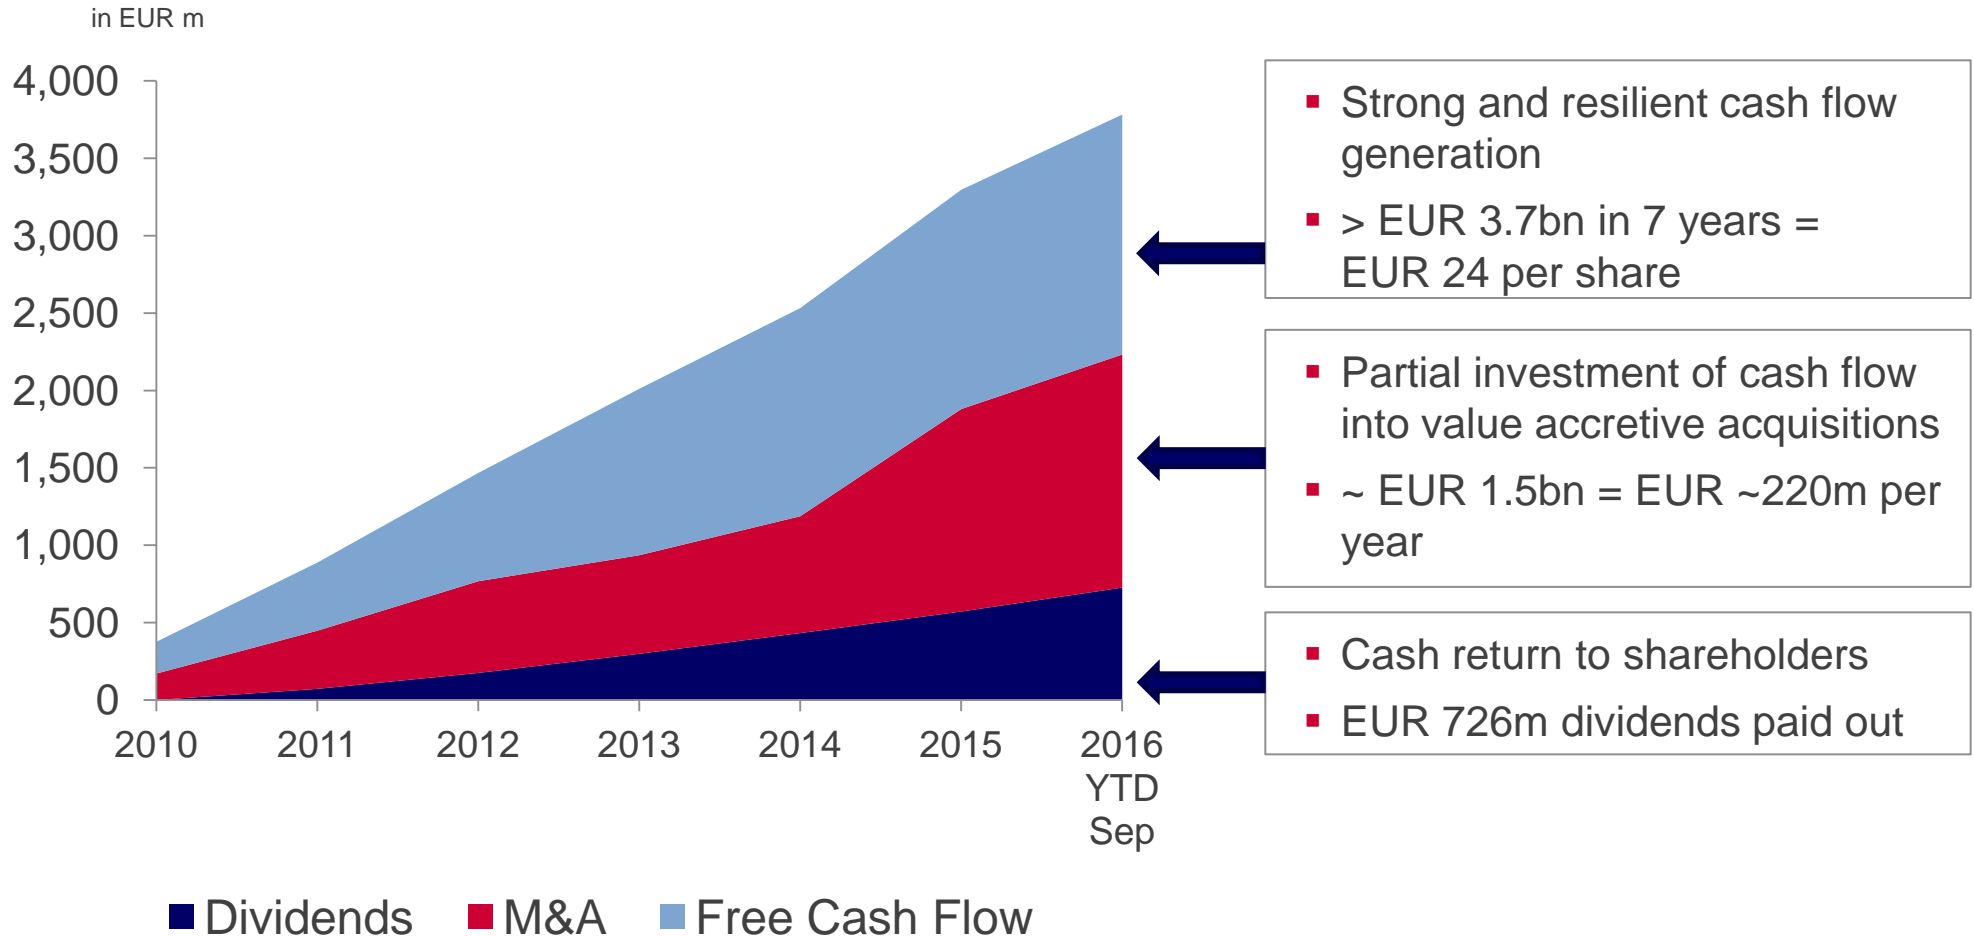 in EUR m
4,000
3,500
3,000
2,500
2,000
1,500
1,000
500
0
2010 2011 2012 2013 2014 2015 2016
YTD
Sep
Dividends M&A Free Cash Flow
▪ Strong and resilient cash flow
generation
▪ > EUR 3.7bn in 7 years =
EUR 24 per share
▪ Partial investment of cash flow
into value accretive acquisitions
▪ ~ EUR 1.5bn = EUR ~220m per
year
▪ Cash return to shareholders
▪ EUR 726m dividends paid out